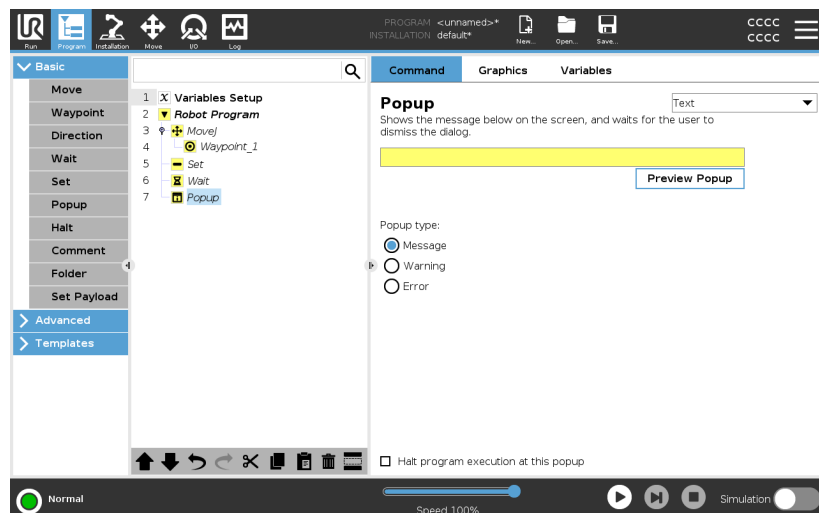 UR
Run
Program
Installation
Move
I/O
Log
PROGRAM <unnamed>*
INSTALLATION default*
New...
Open...
Save...
CCCC
CCCC
Basic
Move
Waypoint
Direction
Wait
Set
Popup
Halt
Comment
Folder
Set Payload
Advanced
Templates
1 X Variables Setup
2 Robot Program
3 MoveJ
4 Waypoint_1
5 Set
6 Wait
7 Popup
Command Graphics Variables
Popup
Text
Shows the message below on the screen, and waits for the user to
dismiss the dialog.
Preview Popup
Popup type:
Message
Warning
Error
Halt program execution at this popup
Normal
Speed 100%
Simulation